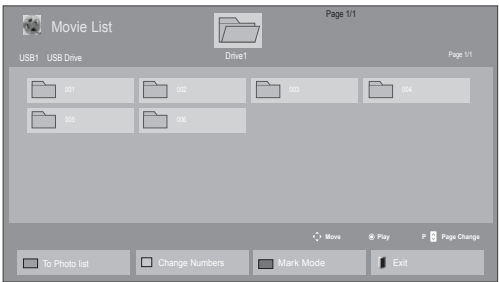 Page 1/1
Movie List
USB1 USB Drive
Drive1
Page 1/1
001 002 003 004
005 006
Move Play P Page Change
To Photo list Change Numbers Mark Mode Exit